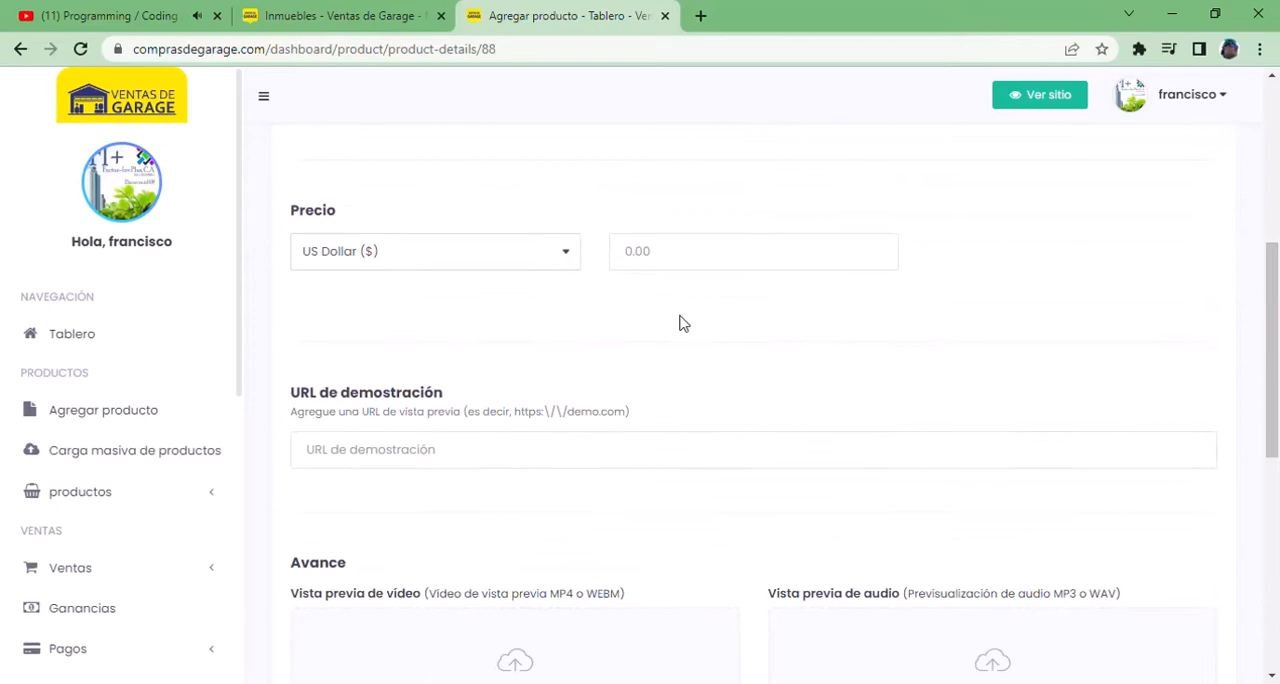 (11) Programming / Coding
Inmuebles - Ventas de Garage -
Agregar producto - Tablero - Ver
comprasdegarage.com/dashboard/product/product-details/88
VENTAS DE
GARAGE
Ver sitio
francisco
Hola, francisco
NAVEGACIÓN
Tablero
PRODUCTOS
Agregar producto
Carga masiva de productos
productos
VENTAS
Ventas
Ganancias
Pagos
Precio
US Dollar ($)
0.00
URL de demostración
Agregue una URL de vista previa (es decir, https:\/\/demo.com)
URL de demostración
Avance
Vista previa de vídeo (Vídeo de vista previa MP4 o WEBM)
Vista previa de audio (Previsualización de audio MP3 o WAV)